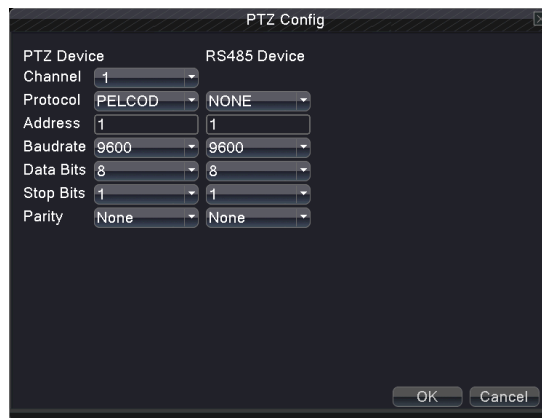 PTZ Config
PTZ Device RS485 Device
Channel 1
Protocol PELCOD NONE
Address 1 1
Baudrate 9600 9600
Data Bits 8 8
Stop Bits 1 1
Parity None None
OK Cancel